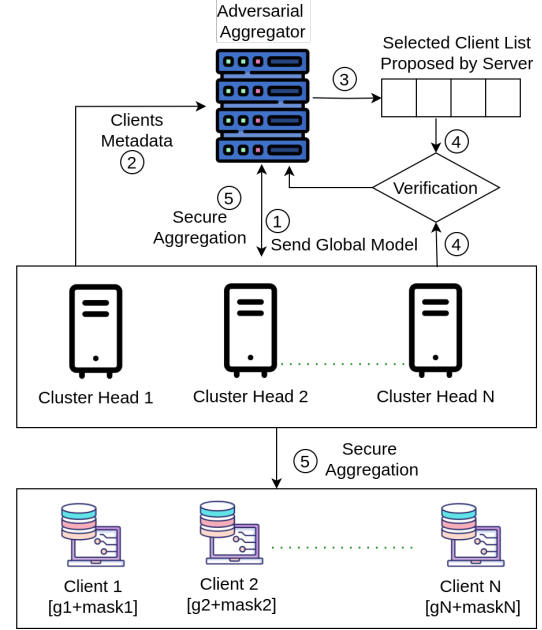 Adversarial
Aggregator
Selected Client List
Proposed by Server
3
Clients
Metadata
2
4
Verification
5
Secure
Aggregation
1
Send Global Model
4
Cluster Head 1
Cluster Head 2
Cluster Head N
5
Secure
Aggregation
Client 1
[g1+mask1]
Client 2
[g2+mask2]
Client N
[gN+maskN]